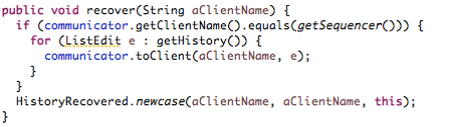 public void recover(String aClientName) {
  if (communicator.getClientName().equals(getSequencer())) {
    for (ListEdit e : getHistory()) {
      communicator.toClient(aClientName, e);
    }
  }
  HistoryRecovered.newcase(aClientName, aClientName, this);
}